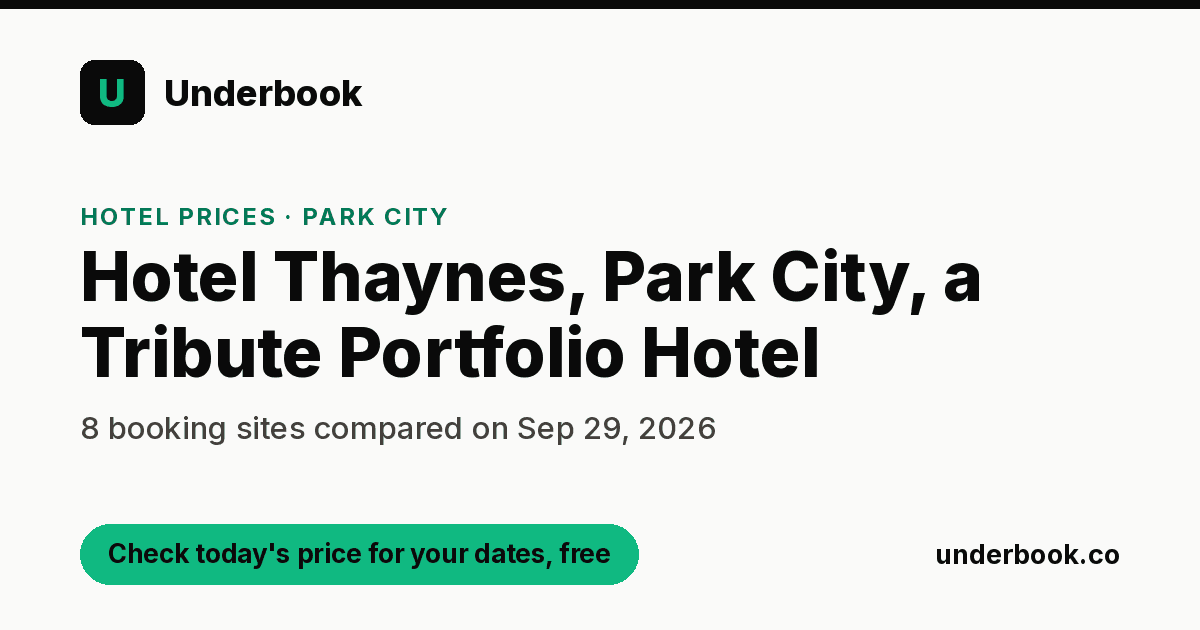 U
Underbook
HOTEL PRICES · PARK CITY
Hotel Thaynes, Park City, a
Tribute Portfolio Hotel
8 booking sites compared on Sep 29, 2026
Check today's price for your dates, free
underbook.co